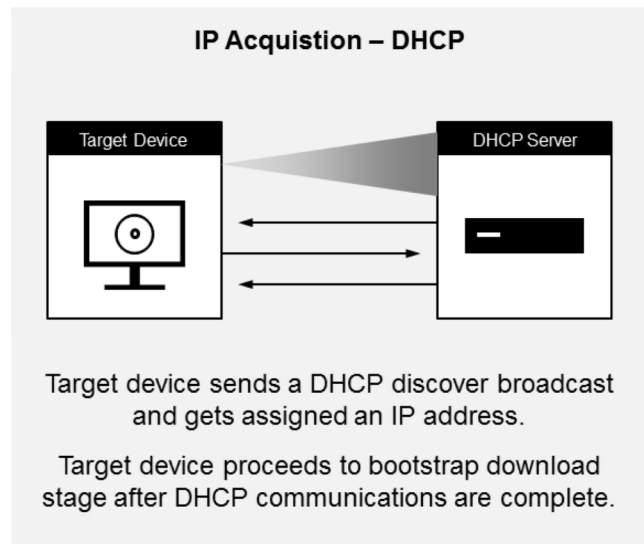 IP Acquistion – DHCP
Target Device
DHCP Server
Target device sends a DHCP discover broadcast
and gets assigned an IP address.
Target device proceeds to bootstrap download
stage after DHCP communications are complete.